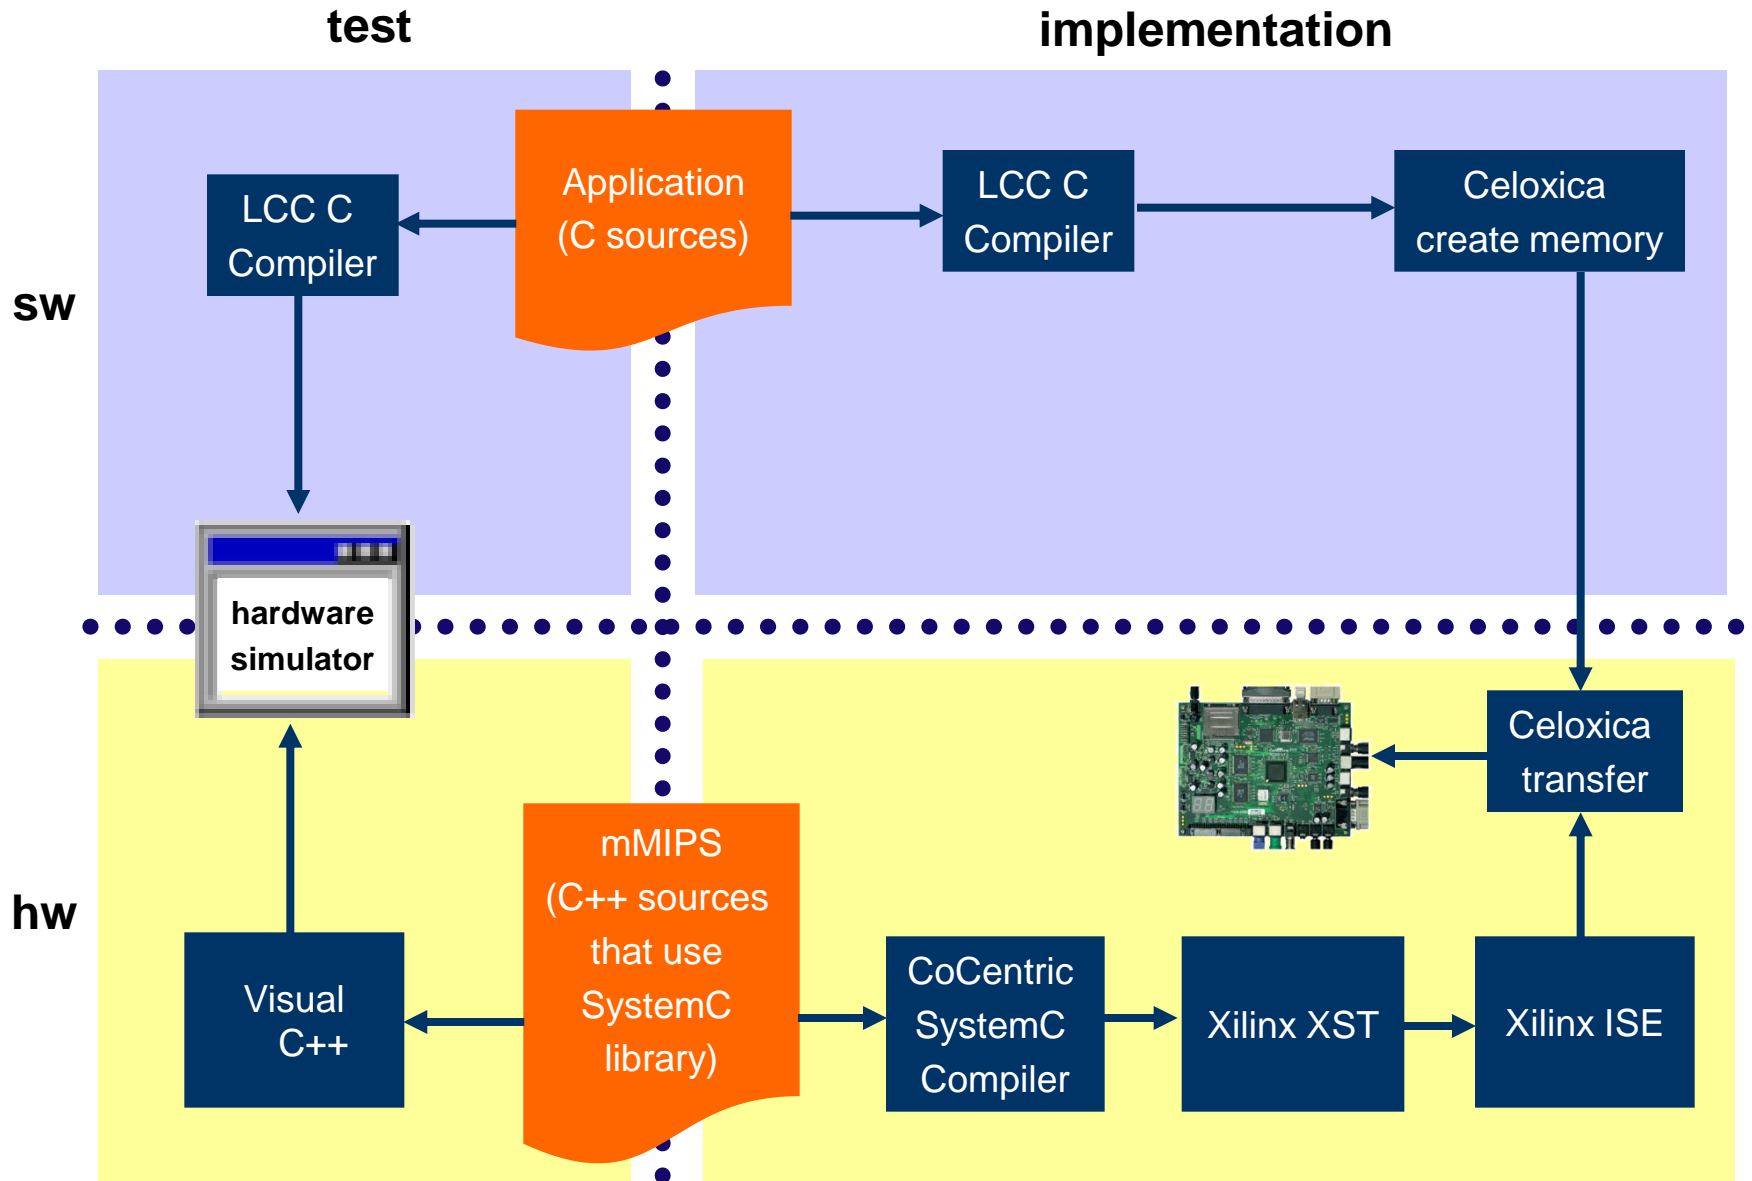 test
implementation
sw
LCC C
Compiler
Application
(C sources)
LCC C
Compiler
Celoxica
create memory
hardware
simulator
hw
Celoxica
transfer
Visual
C++
mMIPS
(C++ sources
that use
SystemC
library)
CoCentric
SystemC
Compiler
Xilinx XST
Xilinx ISE